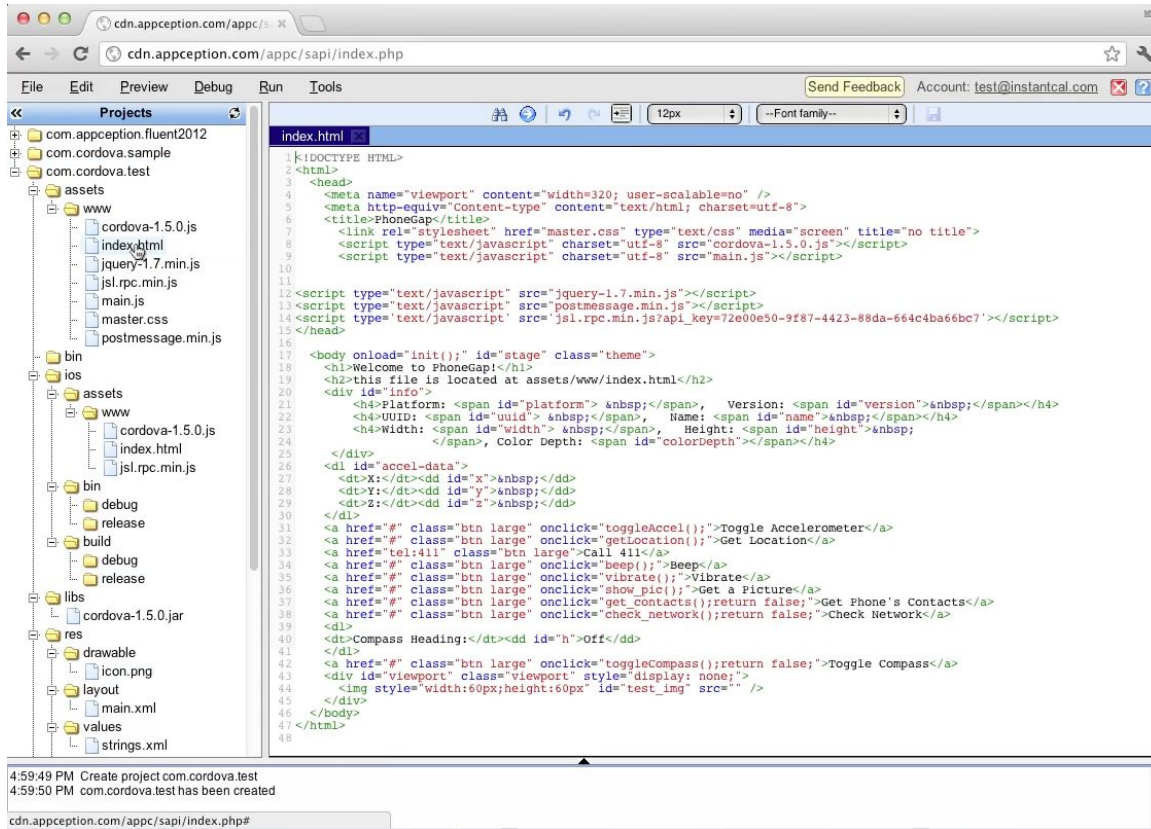 cdn.appception.com/appc/s
cdn.appception.com/appc/sapi/index.php
File Edit Preview Debug Run Tools
Send Feedback Account: test@instantcal.com
Projects
12px --Font family--
com.appception.fluent2012
com.cordova.sample
com.cordova.test
assets
www
cordova-1.5.0.js
index.html
jquery-1.7.min.js
jsl.rpc.min.js
main.js
master.css
postmessage.min.js
bin
ios
assets
www
cordova-1.5.0.js
index.html
jsl.rpc.min.js
bin
debug
release
build
debug
release
libs
cordova-1.5.0.jar
res
drawable
icon.png
layout
main.xml
values
strings.xml
index.html
1 <!DOCTYPE HTML>
2 <html>
3 <head>
4 <meta name="viewport" content="width=320; user-scalable=no" />
5 <meta http-equiv="Content-type" content="text/html; charset=utf-8">
6 <title>PhoneGap</title>
7 <link rel="stylesheet" href="master.css" type="text/css" media="screen" title="no title">
8 <script type="text/javascript" charset="utf-8" src="cordova-1.5.0.js"></script>
9 <script type="text/javascript" charset="utf-8" src="main.js"></script>
10
11
12 <script type="text/javascript" src="jquery-1.7.min.js"></script>
13 <script type="text/javascript" src="postmessage.min.js"></script>
14 <script type='text/javascript' src='jsl.rpc.min.js?api_key=72e00e50-9f87-4423-88da-664c4ba66bc7'></script>
15 </head>
16
17 <body onload="init();" id="stage" class="theme">
18 <h1>Welcome to PhoneGap!</h1>
19 <h2>this file is located at assets/www/index.html</h2>
20 <div id="info">
21 <h4>Platform: <span id="platform"> &nbsp;</span>, Version: <span id="version">&nbsp;</span></h4>
22 <h4>UUID: <span id="uuid"> &nbsp;</span>, Name: <span id="name">&nbsp;</span></h4>
23 <h4>Width: <span id="width"> &nbsp;</span>, Height: <span id="height">&nbsp;
24 </span>, Color Depth: <span id="colorDepth"></span></h4>
25 </div>
26 <dl id="accel-data">
27 <dt>X:</dt><dd id="x">&nbsp;</dd>
28 <dt>Y:</dt><dd id="y">&nbsp;</dd>
29 <dt>Z:</dt><dd id="z">&nbsp;</dd>
30 </dl>
31 <a href="#" class="btn large" onclick="toggleAccel();">Toggle Accelerometer</a>
32 <a href="#" class="btn large" onclick="getLocation();">Get Location</a>
33 <a href="tel:411" class="btn large">Call 411</a>
34 <a href="#" class="btn large" onclick="beep();">Beep</a>
35 <a href="#" class="btn large" onclick="vibrate();">Vibrate</a>
36 <a href="#" class="btn large" onclick="show_pic();">Get a Picture</a>
37 <a href="#" class="btn large" onclick="get_contacts();return false;">Get Phone's Contacts</a>
38 <a href="#" class="btn large" onclick="check_network();return false;">Check Network</a>
39 <dl>
40 <dt>Compass Heading:</dt><dd id="h">Off</dd>
41 </dl>
42 <a href="#" class="btn large" onclick="toggleCompass();return false;">Toggle Compass</a>
43 <div id="viewport" class="viewport" style="display: none;">
44 <img style="width:60px;height:60px" id="test_img" src="" />
45 </div>
46 </body>
47 </html>
48
4:59:49 PM Create project com.cordova.test
4:59:50 PM com.cordova.test has been created
cdn.appception.com/appc/sapi/index.php#